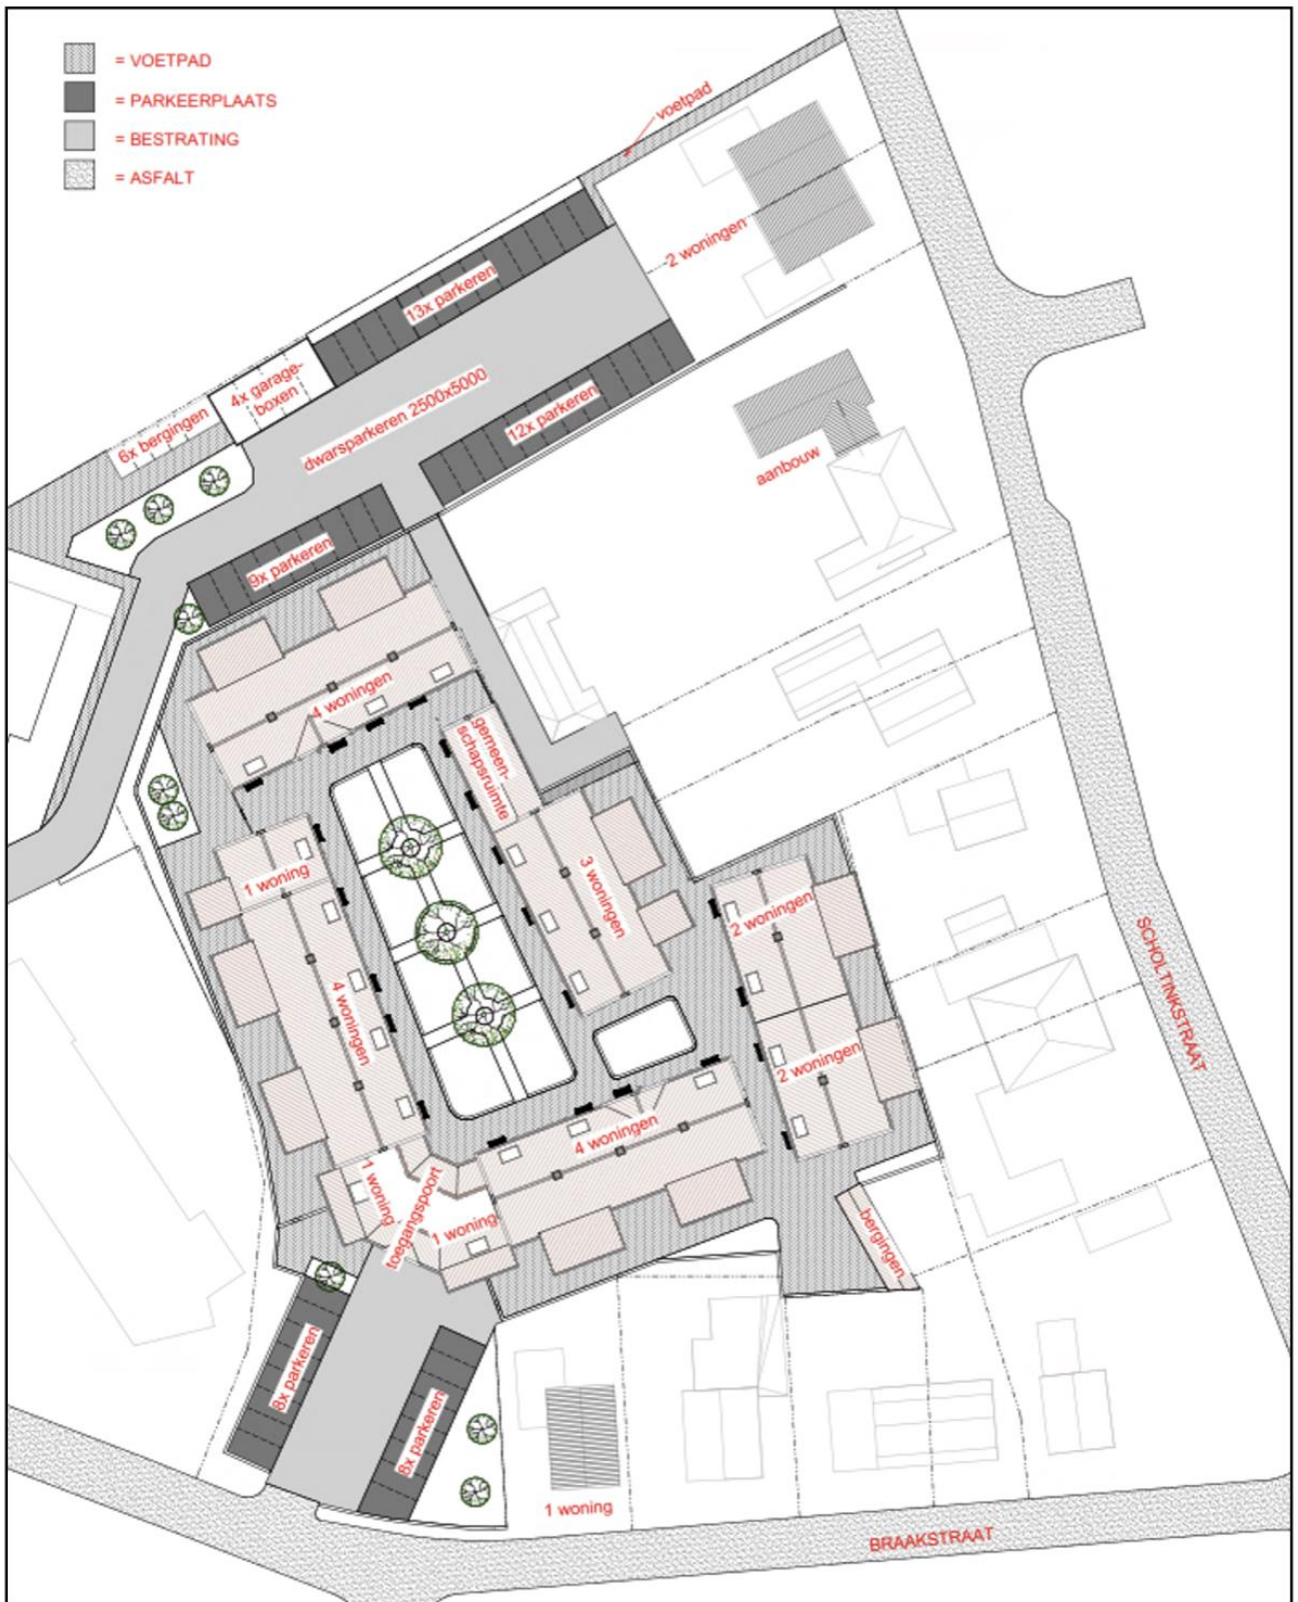 = VOETPAD
= PARKEERPLAATS
= BESTRATING
= ASFALT
voetpad
2 woningen
13x parkeren
4x garage-
boxen
6x bergingen
dwarsparkeren 2500x5000
12x parkeren
aanbouw
9x parkeren
4 woningen
gemeen-
schapsruimte
1 woning
3 woningen
2 woningen
4 woningen
2 woningen
SCHOLTINKSTRAAT
4 woningen
1 woning
toegangspoort
1 woning
bergingen
8x parkeren
8x parkeren
1 woning
BRAAKSTRAAT